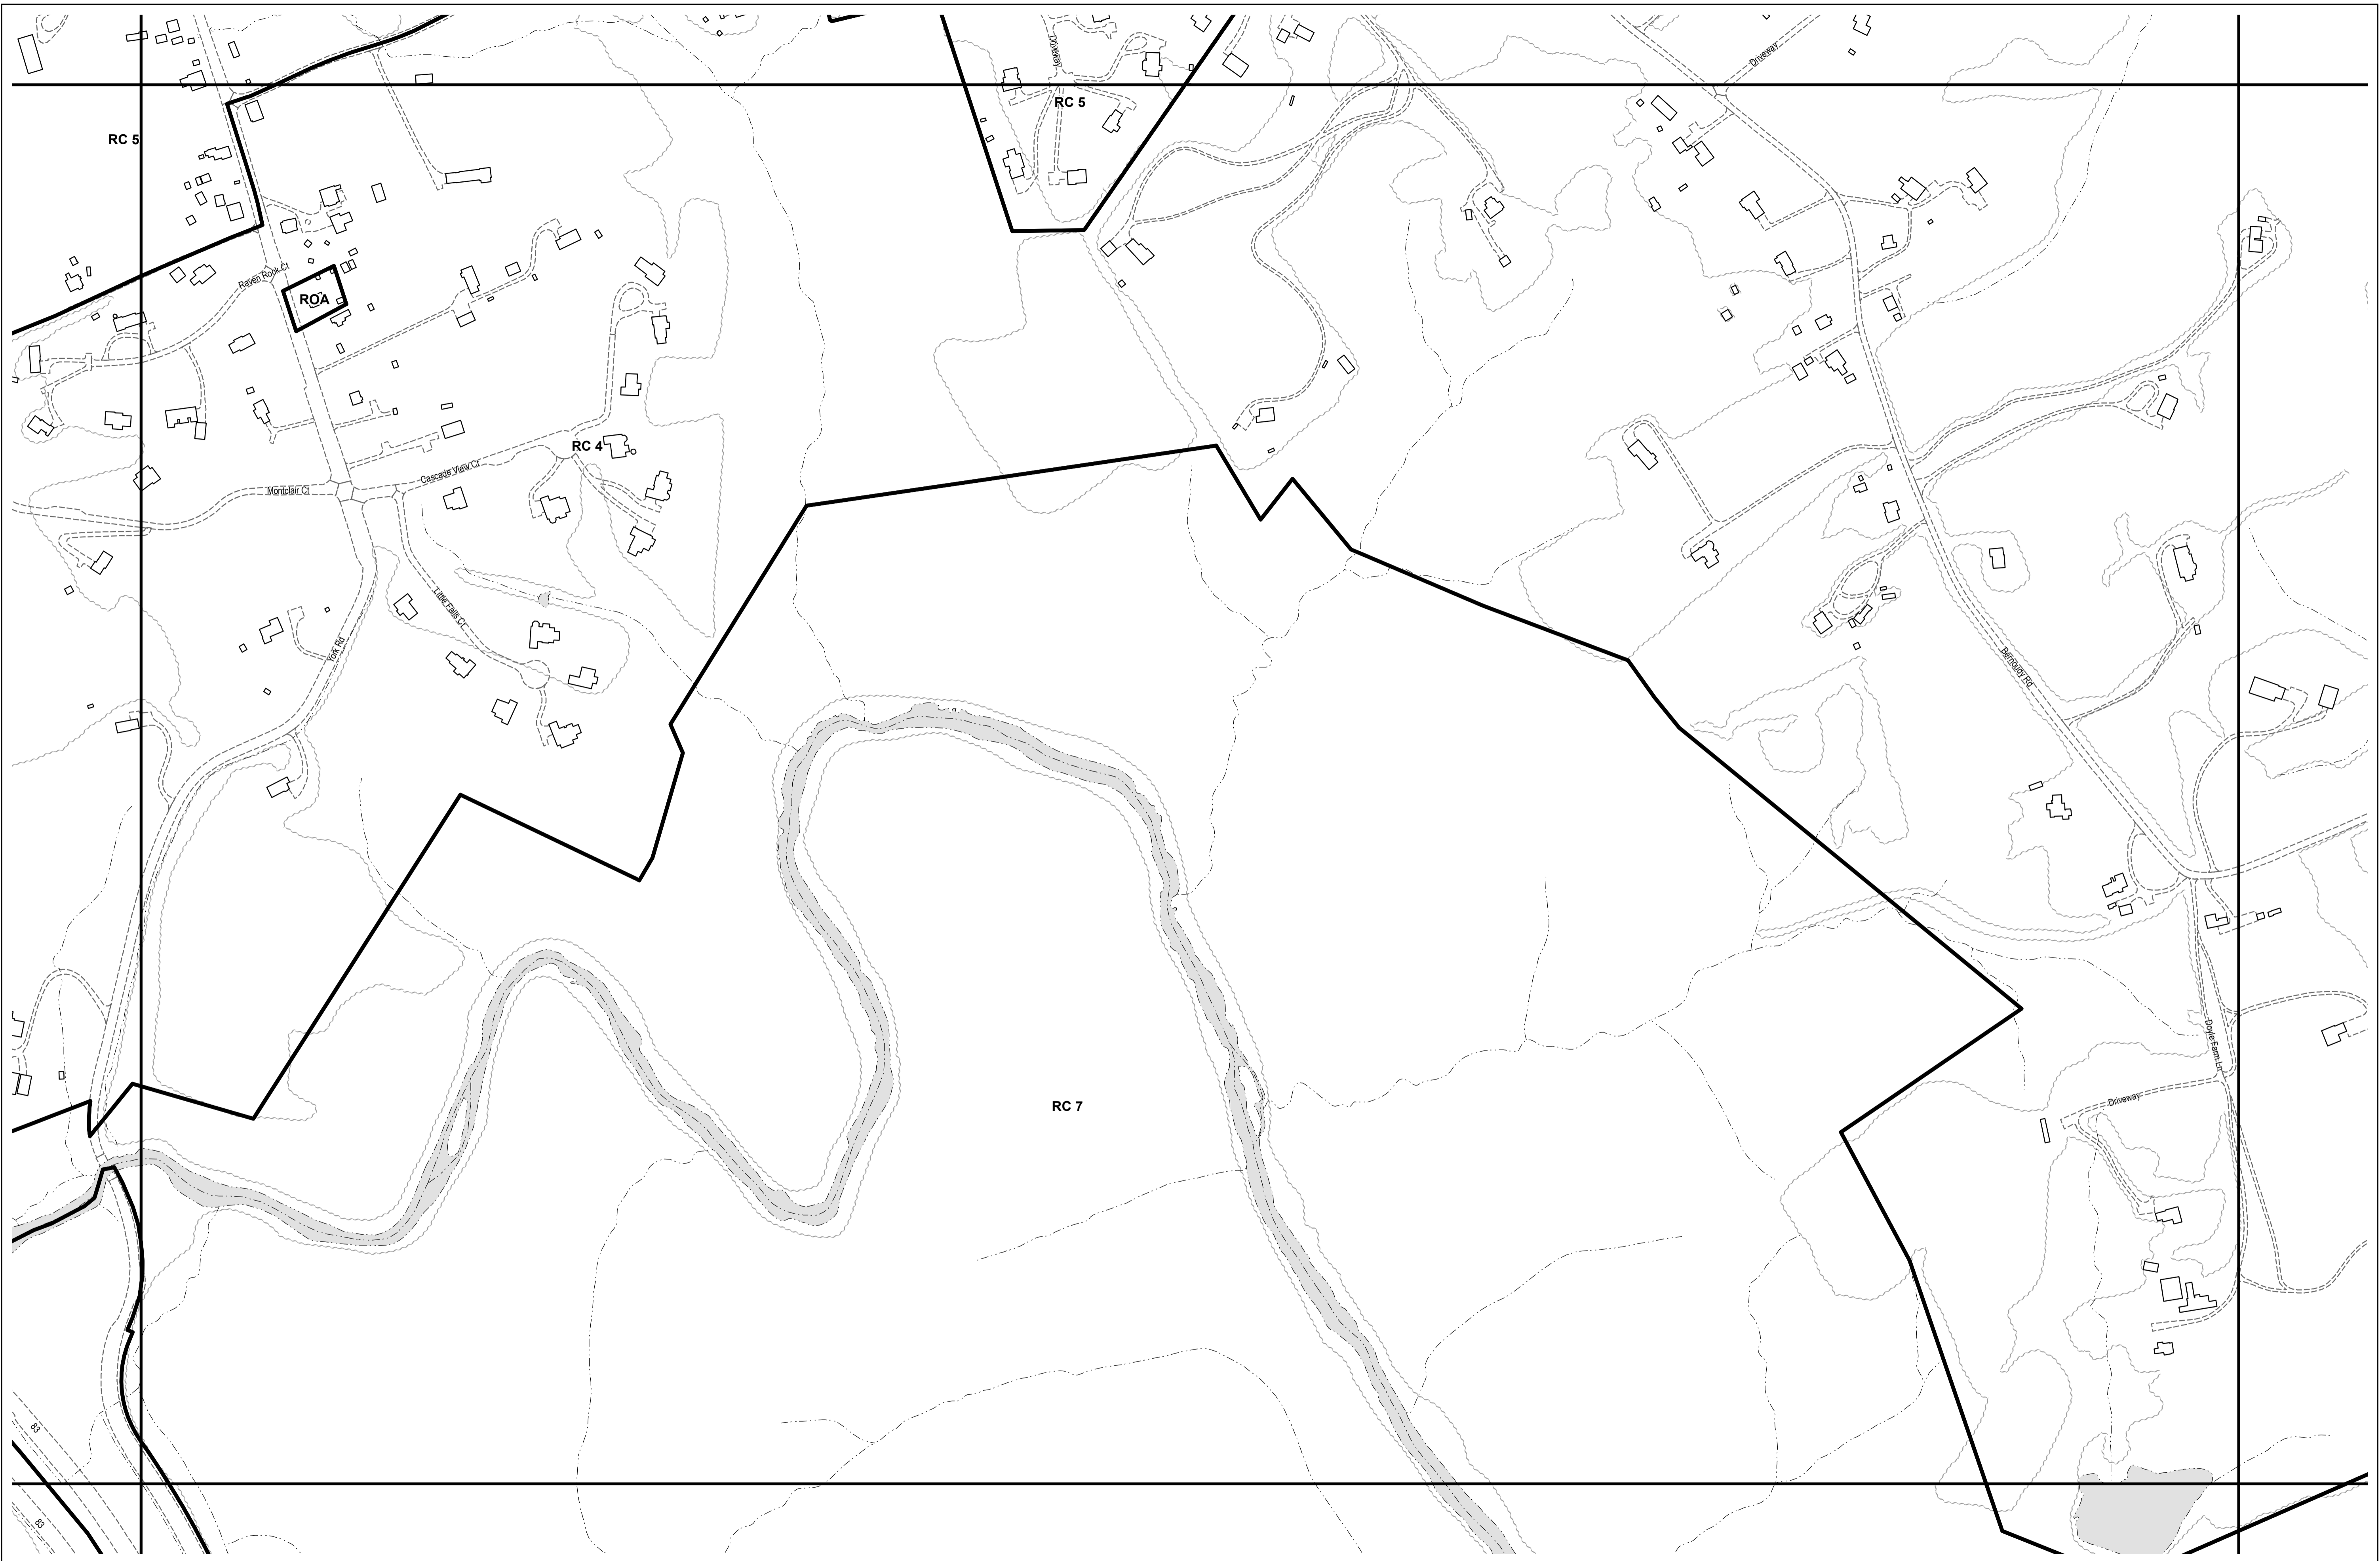 Driveway
Driveway
RC 5
RC 5
Raven Rock Ct
ROA
RC 4
Cascade View Ct
Montclair Ct
Little Falls Ct
York Rd
Bernoudy Rd
Doyle Farm Ln
Driveway
RC 7
83
83